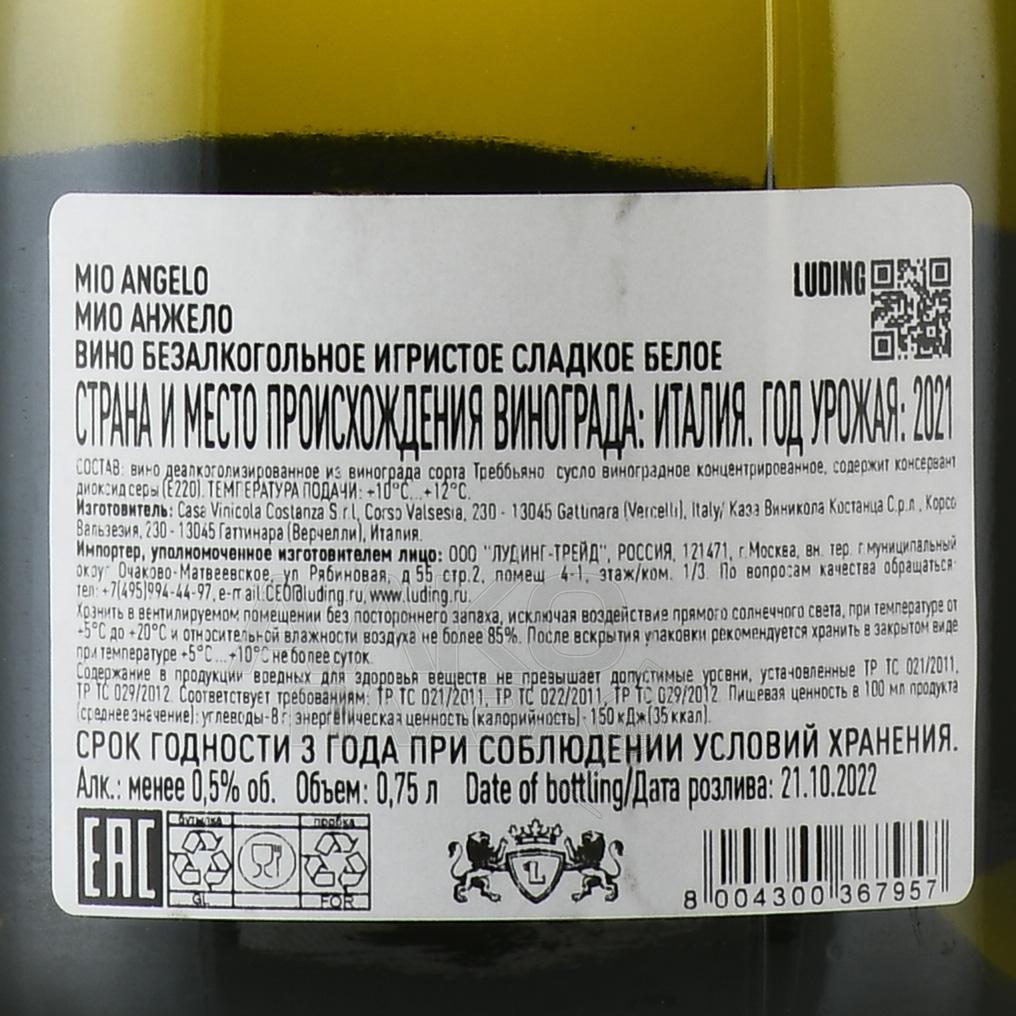 MIO ANGELO
LUDING
МИО АНЖЕЛО
ВИНО БЕЗАЛКОГОЛЬНОЕ ИГРИСТОЕ СЛАДКОЕ БЕЛОЕ
СТРАНА И МЕСТО ПРОИСХОЖДЕНИЯ ВИНОГРАДА: ИТАЛИЯ. ГОД УРОЖАЯ: 2021
СОСТАВ: вино деалкоголизированное из винограда сорта Треббьяно сусло виноградное концентрированное, содержит консервант
диоксид серы (Е220). ТЕМПЕРАТУРА ПОДАЧИ: +10°С...+12°С.
Изготовитель: Casa Vinicola Costanza S.r.l, Corso Valsesia, 230 - 13045 Gattinara (Vercelli), Italy/ Каза Виникола Костанца С.р.л., Корсо
Вальзезия, 230 - 13045 Гаттинара (Верчелли), Италия.
Импортер, уполномоченное изготовителем лицо: ООО "ЛУДИНГ-ТРЕЙД", РОССИЯ, 121471, г.Москва, вн. тер. г.муниципальный
округ Очаково-Матвеевское, ул Рябиновая, д 55 стр.2, помещ 4-1, этаж/ком. 1/3. По вопросам качества обращаться:
тел: +7(495)994-44-97, e-mail:CEO@luding.ru, www.luding.ru.
Хранить в вентилируемом помещении без постороннего запаха, исключая воздействие прямого солнечного света, при температуре от
+5°С до +20°С и относительной влажности воздуха не более 85%. После вскрытия упаковки рекомендуется хранить в закрытом виде
при температуре +5°С...+10°С не более суток.
Содержание в продукции вредных для здоровья веществ не превышает допустимые уровни, установленные ТР ТС 021/2011,
ТР ТС 029/2012. Соответствует требованиям: ТР ТС 021/2011, ТР ТС 022/2011, ТР ТС 029/2012. Пищевая ценность в 100 мл продукта
(среднее значение): углеводы-8 г; энергетическая ценность (калорийность) - 150 кДж(35 ккал).
СРОК ГОДНОСТИ 3 ГОДА ПРИ СОБЛЮДЕНИИ УСЛОВИЙ ХРАНЕНИЯ.
Алк.: менее 0,5% об. Объем: 0,75 л Date of bottling/Дата розлива: 21.10.2022
EAC
бутылка пробка
GL FOR
L
8 004300 367957